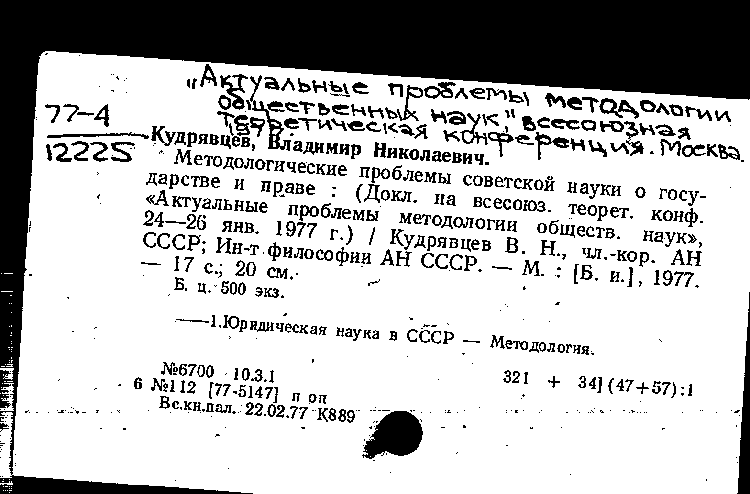 „Актуальные проблемы методологии
общественных наук", всесоюзная
теоретическая конференция. Москва.
1977.
77-4
12225
Кудрявцев, Владимир Николаевич.
Методологические проблемы советской науки о госу-
дарстве и праве : (Докл. на всесоюз. теорет. конф.
«Актуальные проблемы методологии обществ. наук»,
24—26 янв. 1977 г.) / Кудрявцев В. Н., чл.-кор. АН
СССР; Ин-т философии АН СССР. — М. : [Б. и.], 1977.
— 17 с.; 20 см.
Б. ц. 500 экз.
—1.Юридическая наука в СССР — Методология.
№6700 10.3.1
321 + 34](47+57):1
6 №112 [77-5147] п оп
Вс.кн.пал. 22.02.77 К889